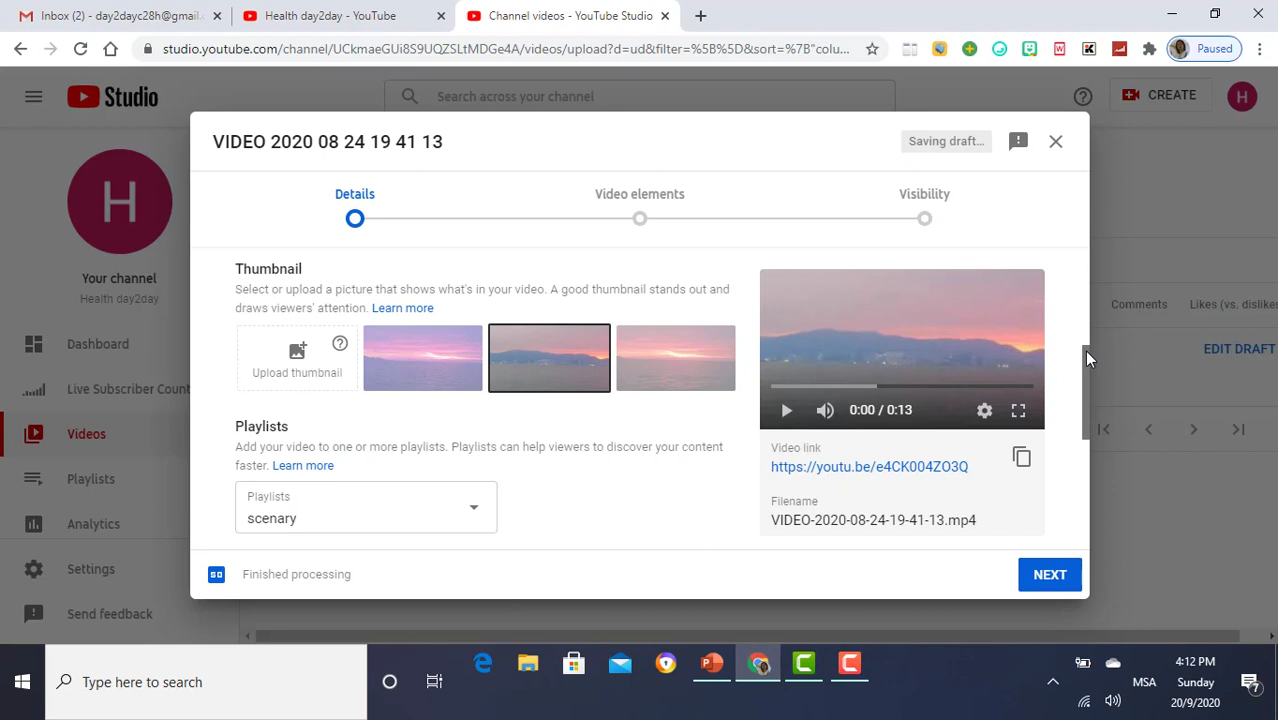 Inbox (2) - day2dayc28h@gmail.c
Health day2day - YouTube
Channel videos - YouTube Studio
studio.youtube.com/channel/UCkmaeGUi8S9UQZSLtMDGe4A/videos/upload?d=ud&filter=%5B%5D&sort=%7B"colu...
Paused
Studio
Search across your channel
CREATE
H
VIDEO 2020 08 24 19 41 13
Saving draft...
H
Details
Video elements
Visibility
Your channel
Health day2day
Thumbnail
Select or upload a picture that shows what's in your video. A good thumbnail stands out and
draws viewers' attention. Learn more
Upload thumbnail
0:00 / 0:13
Comments
Likes (vs. dislikes
EDIT DRAFT
Dashboard
Live Subscriber Count
Videos
Playlists
Analytics
Settings
Send feedback
Playlists
Add your video to one or more playlists. Playlists can help viewers to discover your content
faster. Learn more
Playlists
scenary
Video link
https://youtu.be/e4CK004ZO3Q
Filename
VIDEO-2020-08-24-19-41-13.mp4
SD
Finished processing
NEXT
Type here to search
4:12 PM
MSA
Sunday
20/9/2020
7